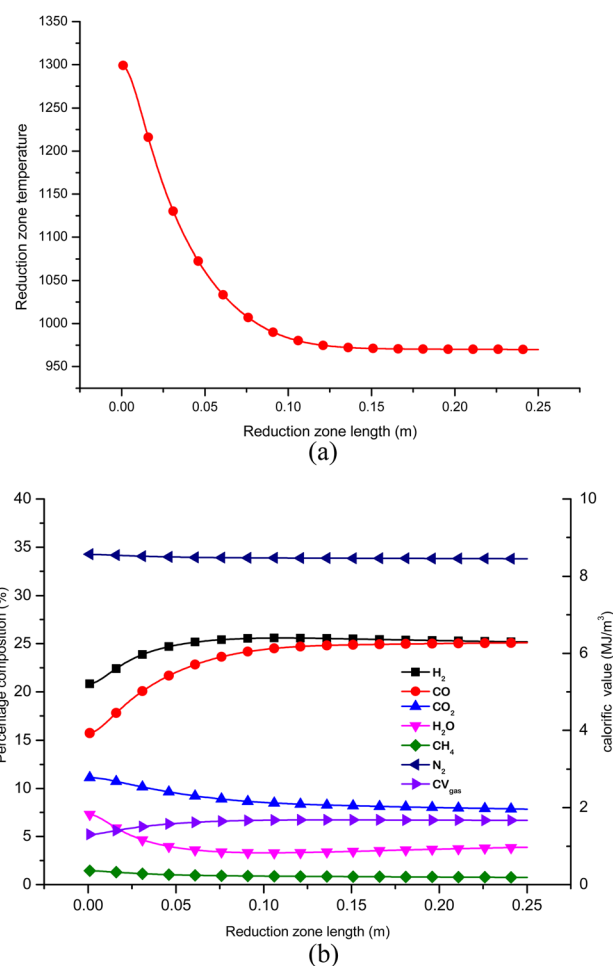 1350
1300
1250
1200
1150
1100
1050
1000
950
Reduction zone temperature
0.00 0.05 0.10 0.15 0.20 0.25
Reduction zone length (m)
(a)
40
35
30
25
20
15
10
5
0
Percentage composition (%)
10
8
6
4
2
0
calorific value (MJ/m³)
H₂
CO
CO₂
H₂O
CH₄
N₂
CVgas
0.00 0.05 0.10 0.15 0.20 0.25
Reduction zone length (m)
(b)